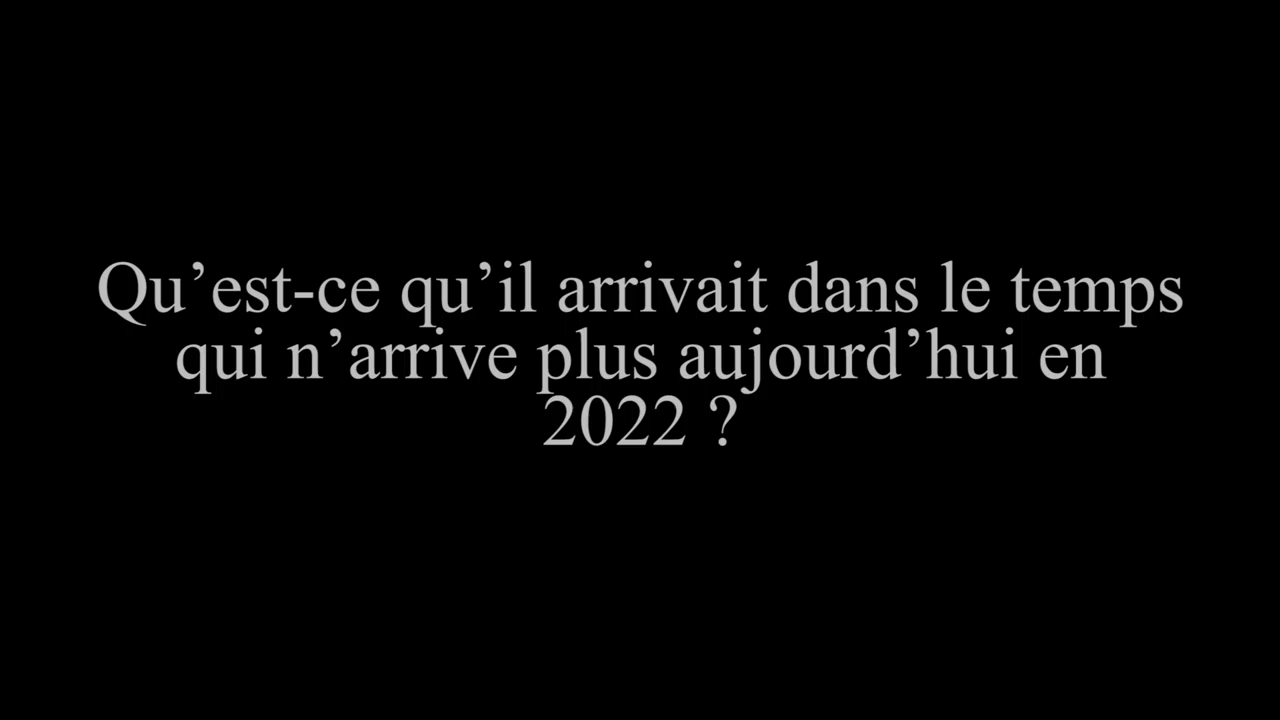 Qu’est-ce qu’il arrivait dans le temps
qui n’arrive plus aujourd’hui en
2022 ?